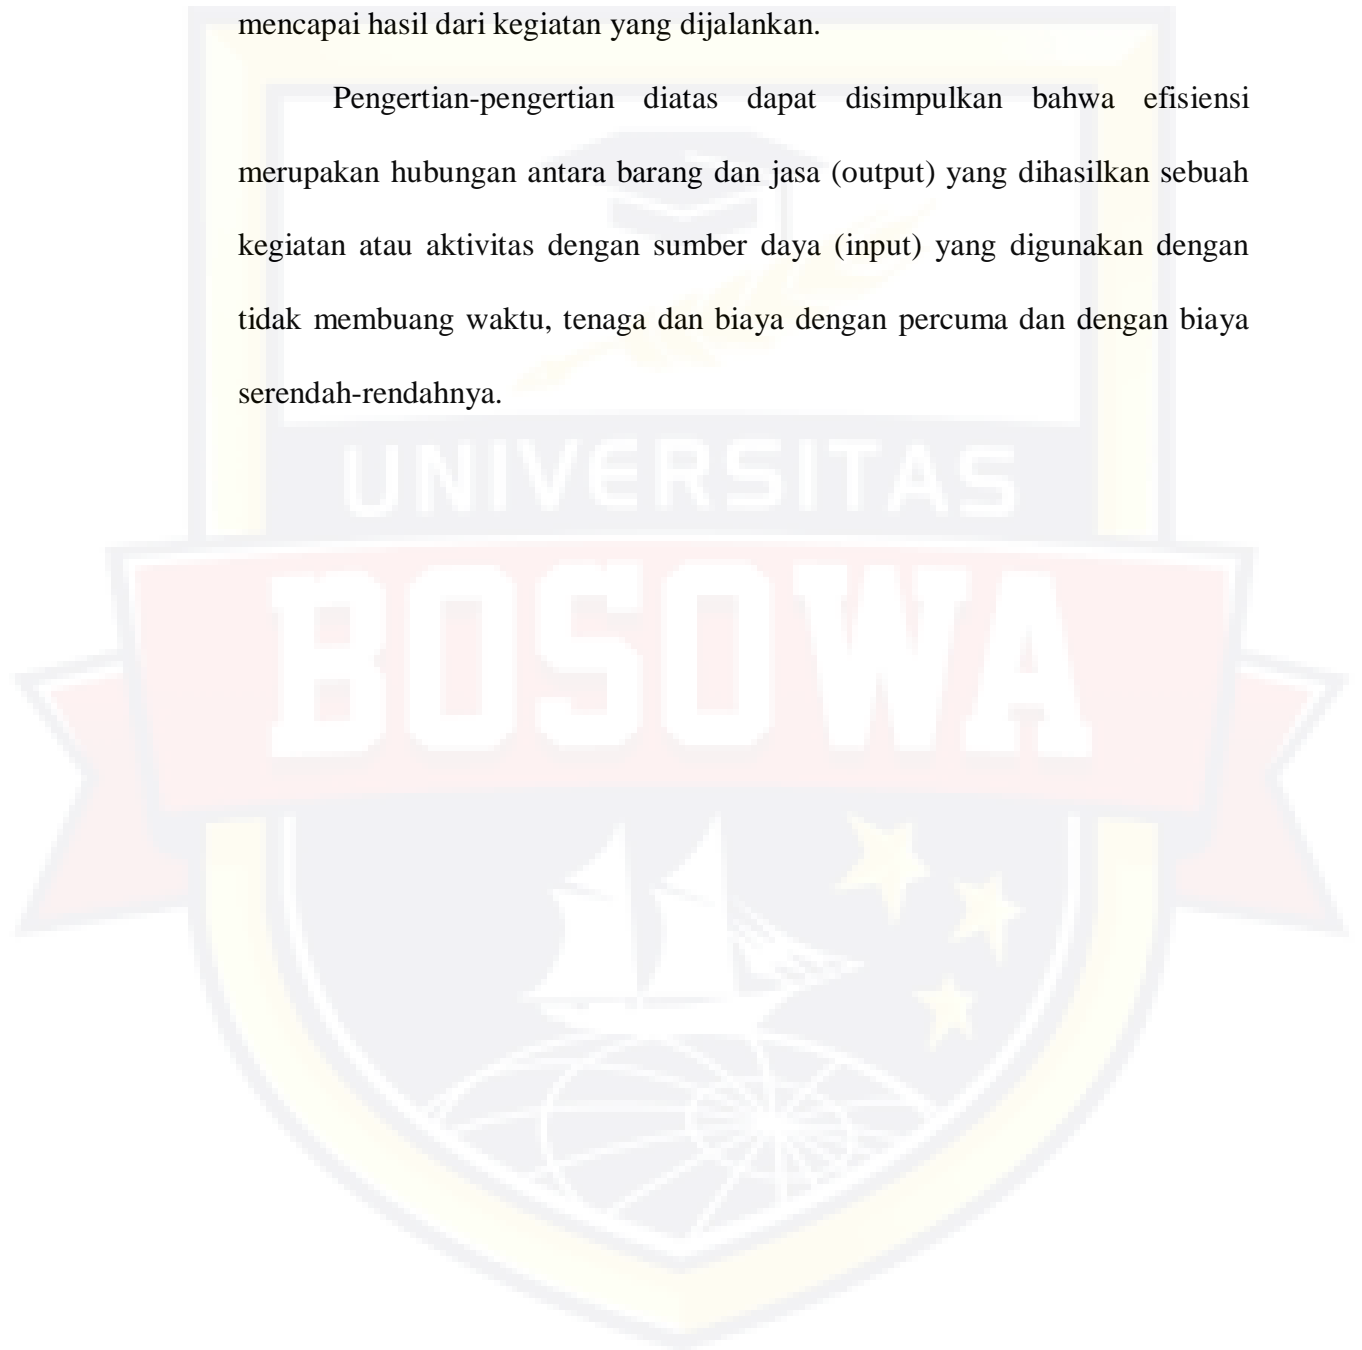 mencapai hasil dari kegiatan yang dijalankan.
Pengertian-pengertian diatas dapat disimpulkan bahwa efisiensi
merupakan hubungan antara barang dan jasa (output) yang dihasilkan sebuah
kegiatan atau aktivitas dengan sumber daya (input) yang digunakan dengan
tidak membuang waktu, tenaga dan biaya dengan percuma dan dengan biaya
serendah-rendahnya.
UNIVERSITAS
BOSOWA